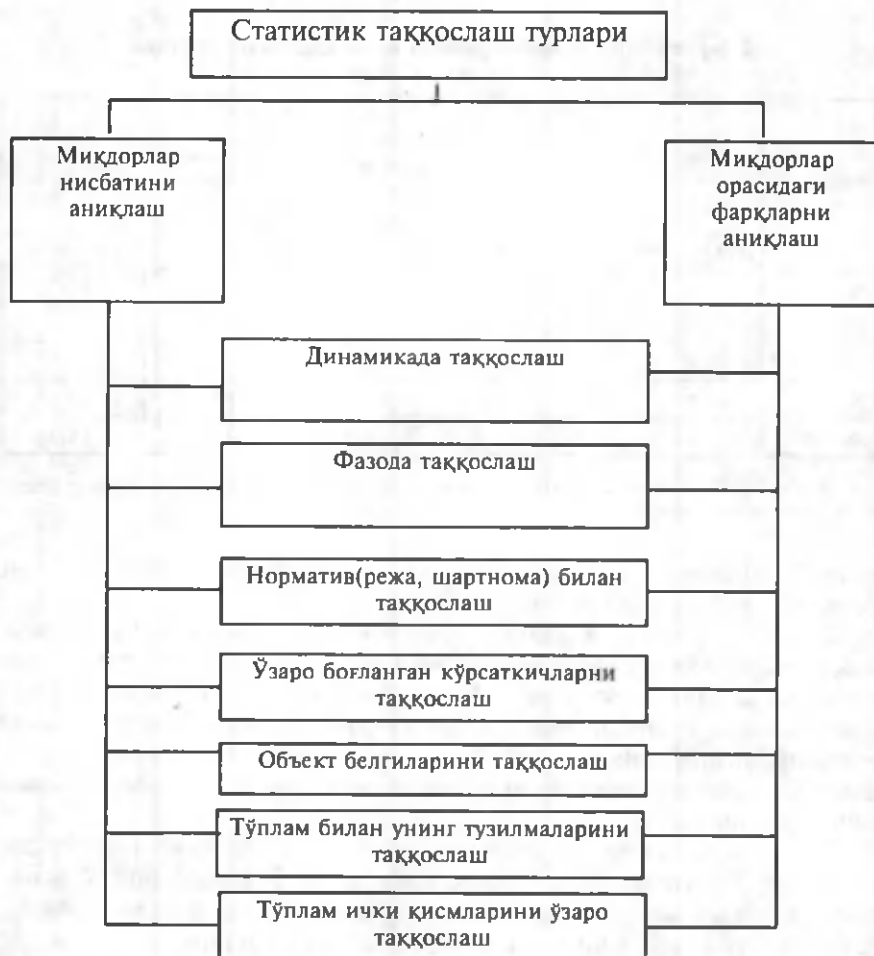 Статистик таққослаш турлари
Миқдорлар
нисбатини
аниқлаш
Миқдорлар
орасидаги
фарқларни
аниқлаш
Динамикада таққослаш
Фазода таққослаш
Норматив(режа, шартнома) билан
таққослаш
Ўзаро боғланган кўрсаткичларни
таққослаш
Объект белгиларини таққослаш
Тўплам билан унинг тузилмаларини
таққослаш
Тўплам ички қисмларини ўзаро
таққослаш